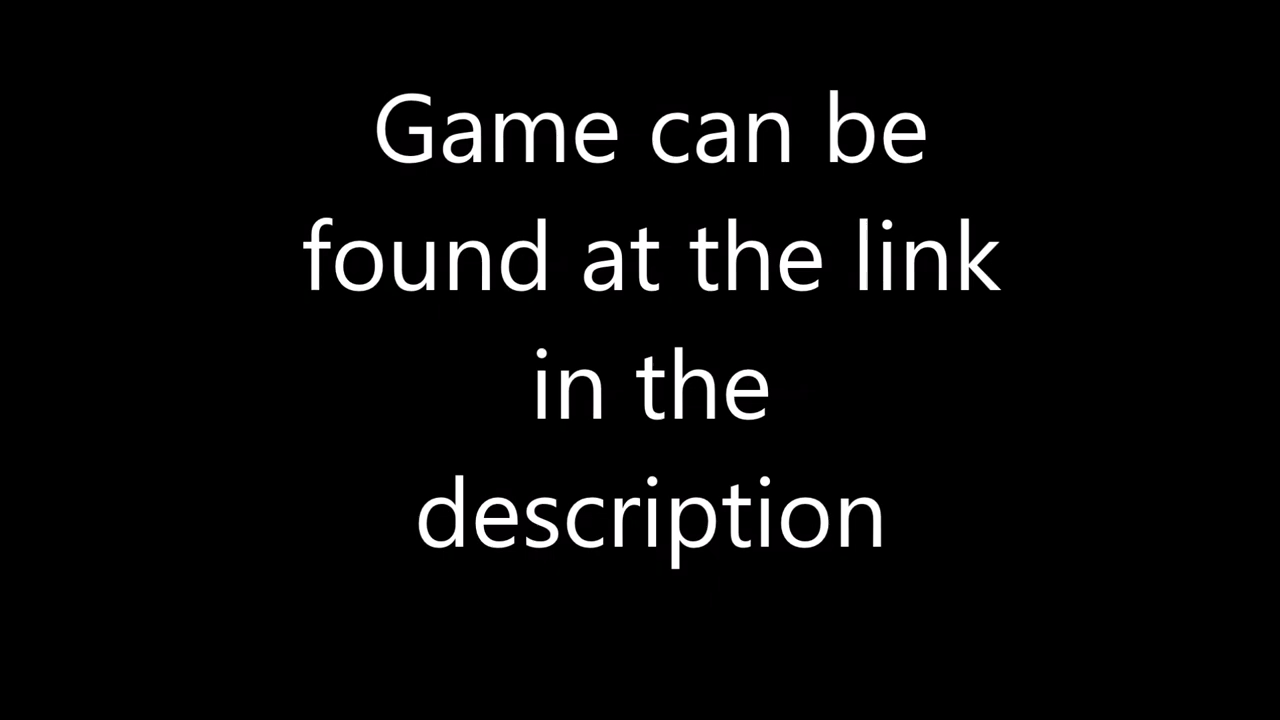 Game can be
found at the link
in the
description